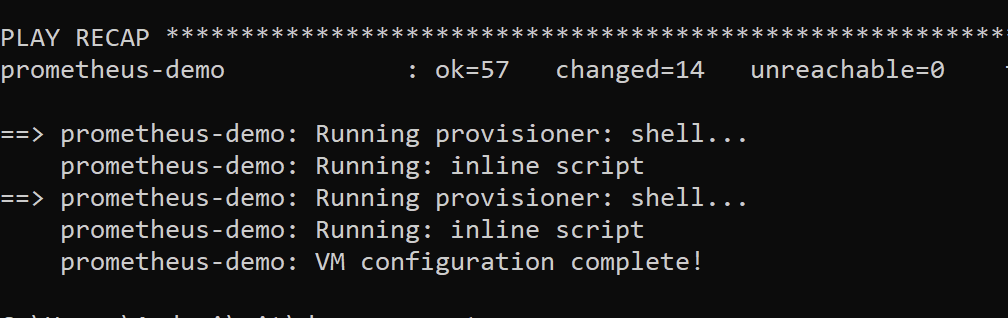 PLAY RECAP ********************************************************
prometheus-demo : ok=57 changed=14 unreachable=0
==> prometheus-demo: Running provisioner: shell...
prometheus-demo: Running: inline script
==> prometheus-demo: Running provisioner: shell...
prometheus-demo: Running: inline script
prometheus-demo: VM configuration complete!